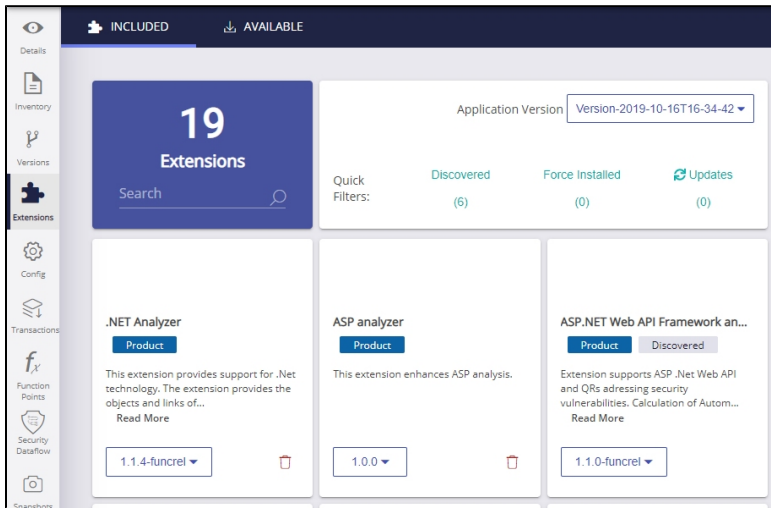 INCLUDED
AVAILABLE
Details
Inventory
Versions
Extensions
Config
Transactions
fx
Function
Points
Security
Dataflow
Snapshots
19
Extensions
Search
Application Version
Version-2019-10-16T16-34-42
Quick
Filters:
Discovered
(6)
Force Installed
(0)
Updates
(0)
.NET Analyzer
Product
This extension provides support for .Net
technology. The extension provides the
objects and links of...
Read More
1.1.4-funcrel
ASP analyzer
Product
This extension enhances ASP analysis.
1.0.0
ASP.NET Web API Framework an...
Product
Discovered
Extension supports ASP .Net Web API
and QRs adressing security
vulnerabilities. Calculation of Autom...
Read More
1.1.0-funcrel